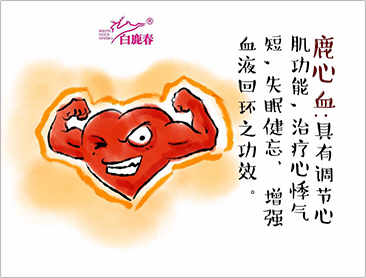 WHITE DEER SPRING
®
白鹿春
鹿心血:具有调节心
肌功能、治疗心悸气
短、失眠健忘、增强
血液回环之功效。